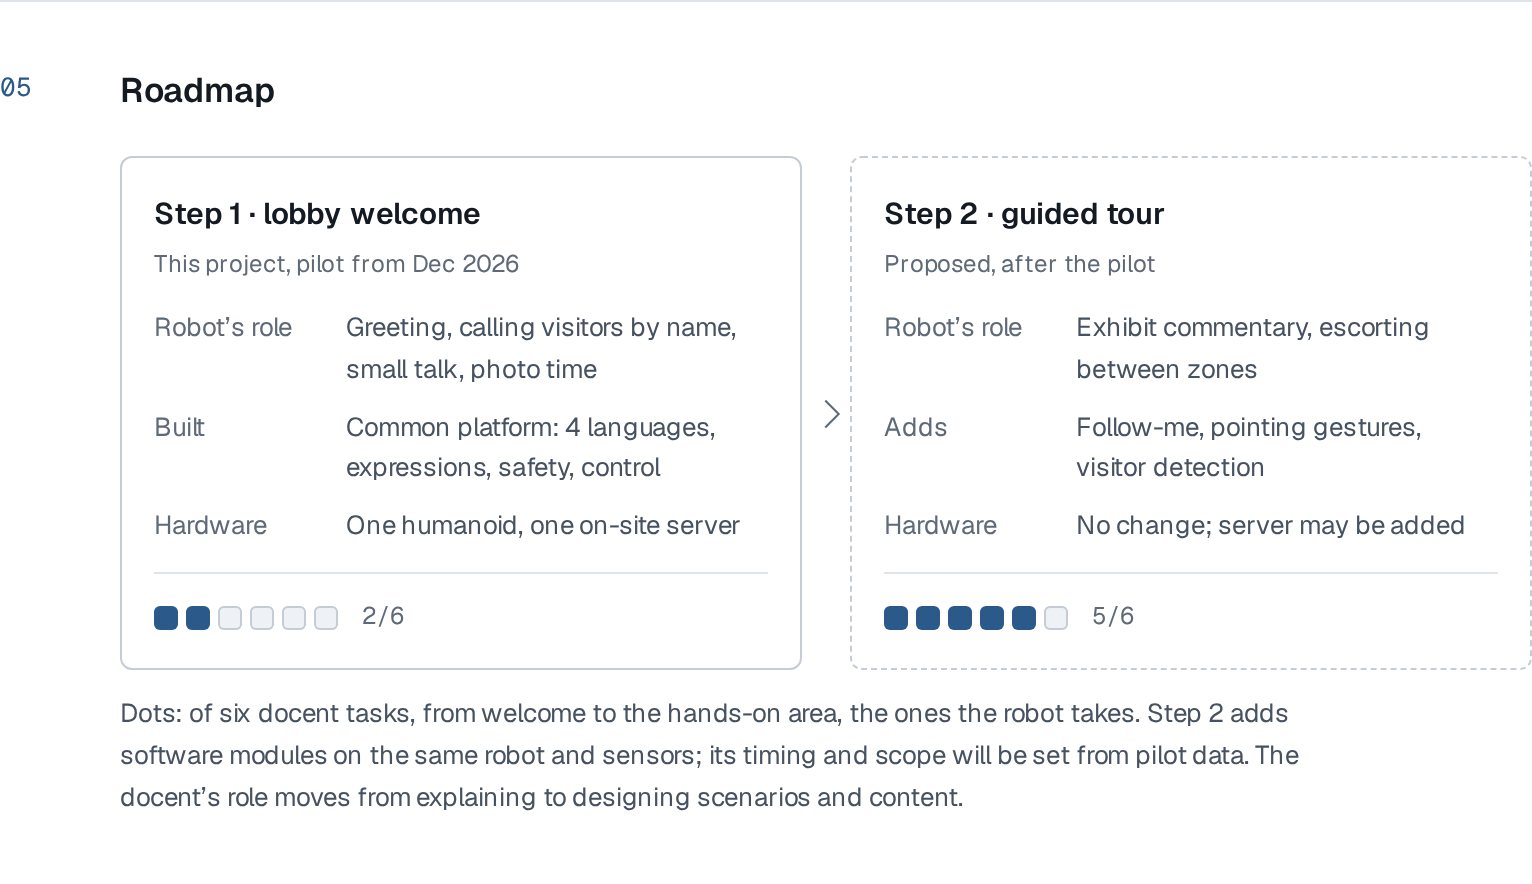 05
Roadmap
Step 1 · lobby welcome
This project, pilot from Dec 2026
Robot’s role
Greeting, calling visitors by name,
small talk, photo time
Built
Common platform: 4 languages,
expressions, safety, control
Hardware
One humanoid, one on-site server
2/6
Step 2 · guided tour
Proposed, after the pilot
Robot’s role
Exhibit commentary, escorting
between zones
Adds
Follow-me, pointing gestures,
visitor detection
Hardware
No change; server may be added
5/6
Dots: of six docent tasks, from welcome to the hands-on area, the ones the robot takes. Step 2 adds
software modules on the same robot and sensors; its timing and scope will be set from pilot data. The
docent’s role moves from explaining to designing scenarios and content.